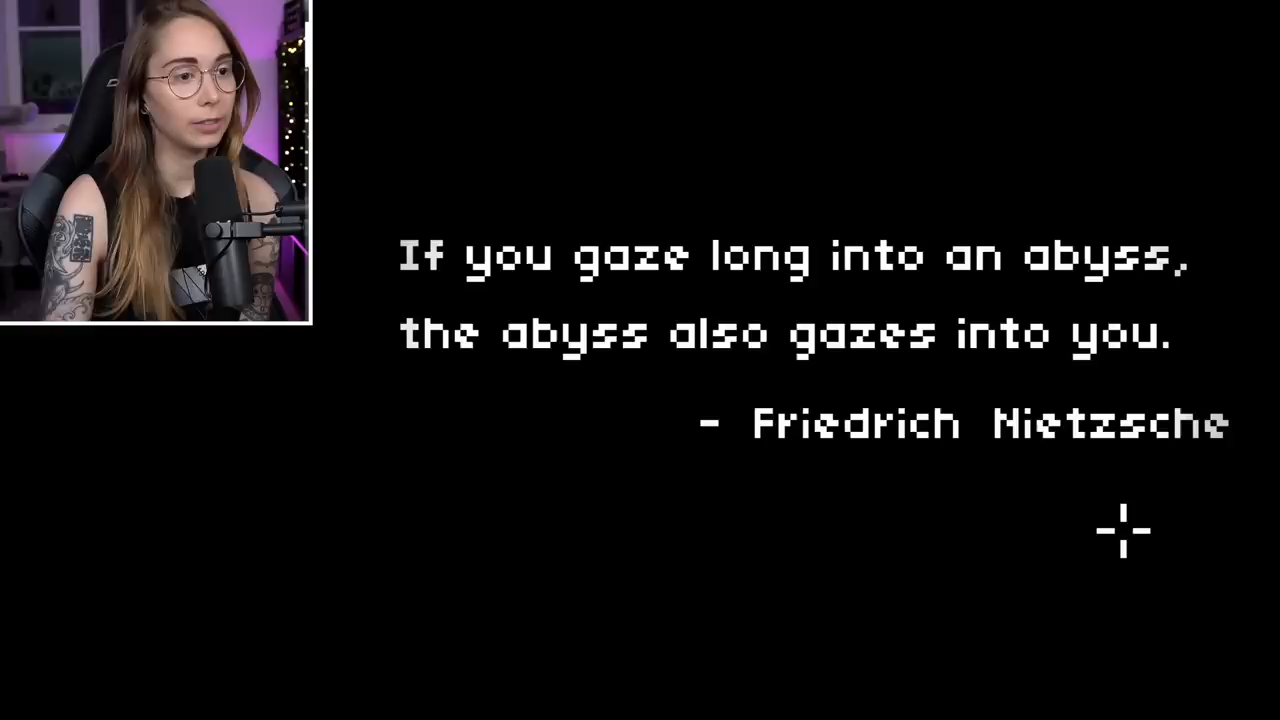 If you gaze long into an abyss,
the abyss also gazes into you.
- Friedrich Nietzsche